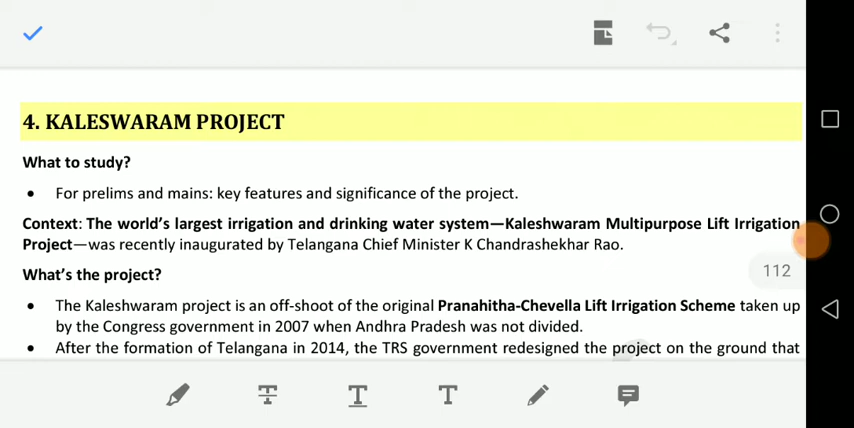 4. KALESWARAM PROJECT
What to study?
• For prelims and mains: key features and significance of the project.
Context: The world's largest irrigation and drinking water system—Kaleshwaram Multipurpose Lift Irrigation
Project—was recently inaugurated by Telangana Chief Minister K Chandrashekhar Rao.
112
What's the project?
• The Kaleshwaram project is an off-shoot of the original Pranahitha-Chevella Lift Irrigation Scheme taken up
by the Congress government in 2007 when Andhra Pradesh was not divided.
• After the formation of Telangana in 2014, the TRS government redesigned the project on the ground that
T T T